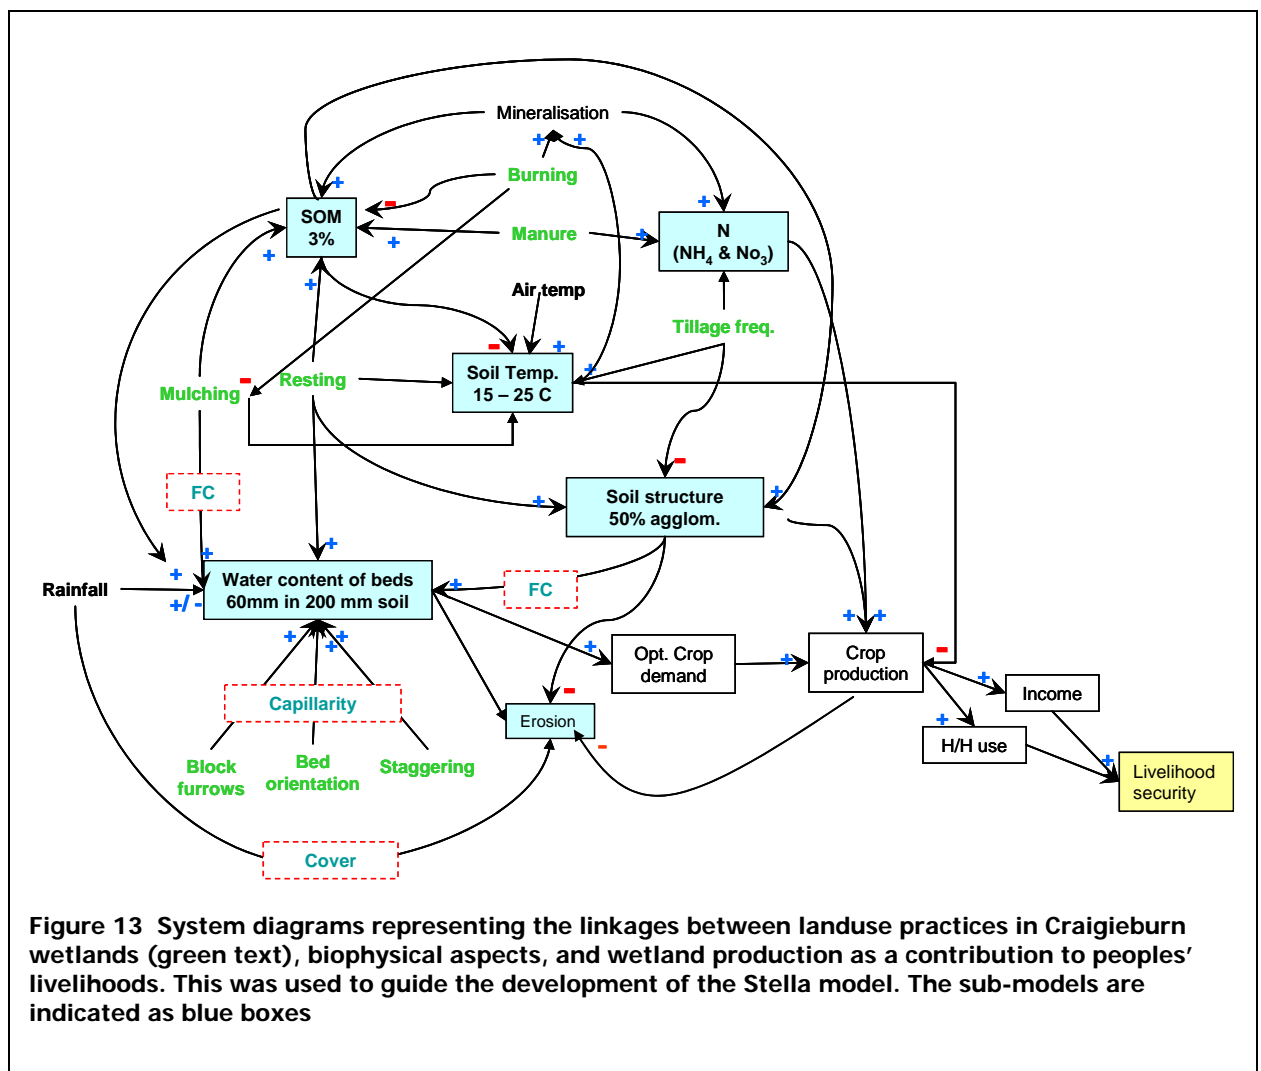 Mineralisation
+ +
Burning
+
-
SOM
3%
+
N
(NH4 & No3)
Manure
+
+
+
+
Air temp
Tillage freq.
-
+
+
Soil Temp.
15 – 25 C
-
Resting
Mulching
-
+
Soil structure
50% agglom.
+
FC
+
+
+
Water content of beds
60mm in 200 mm soil
Rainfall
+/ -
+
FC
+ +
+
+
+
+
Opt. Crop
demand
+
Crop
production
-
+
Income
Capillarity
-
Erosion
-
+
H/H use
Block
furrows
Bed
orientation
Staggering
+
Livelihood
security
Cover
Figure 13 System diagrams representing the linkages between landuse practices in Craigieburn
wetlands (green text), biophysical aspects, and wetland production as a contribution to peoples'
livelihoods. This was used to guide the development of the Stella model. The sub-models are
indicated as blue boxes